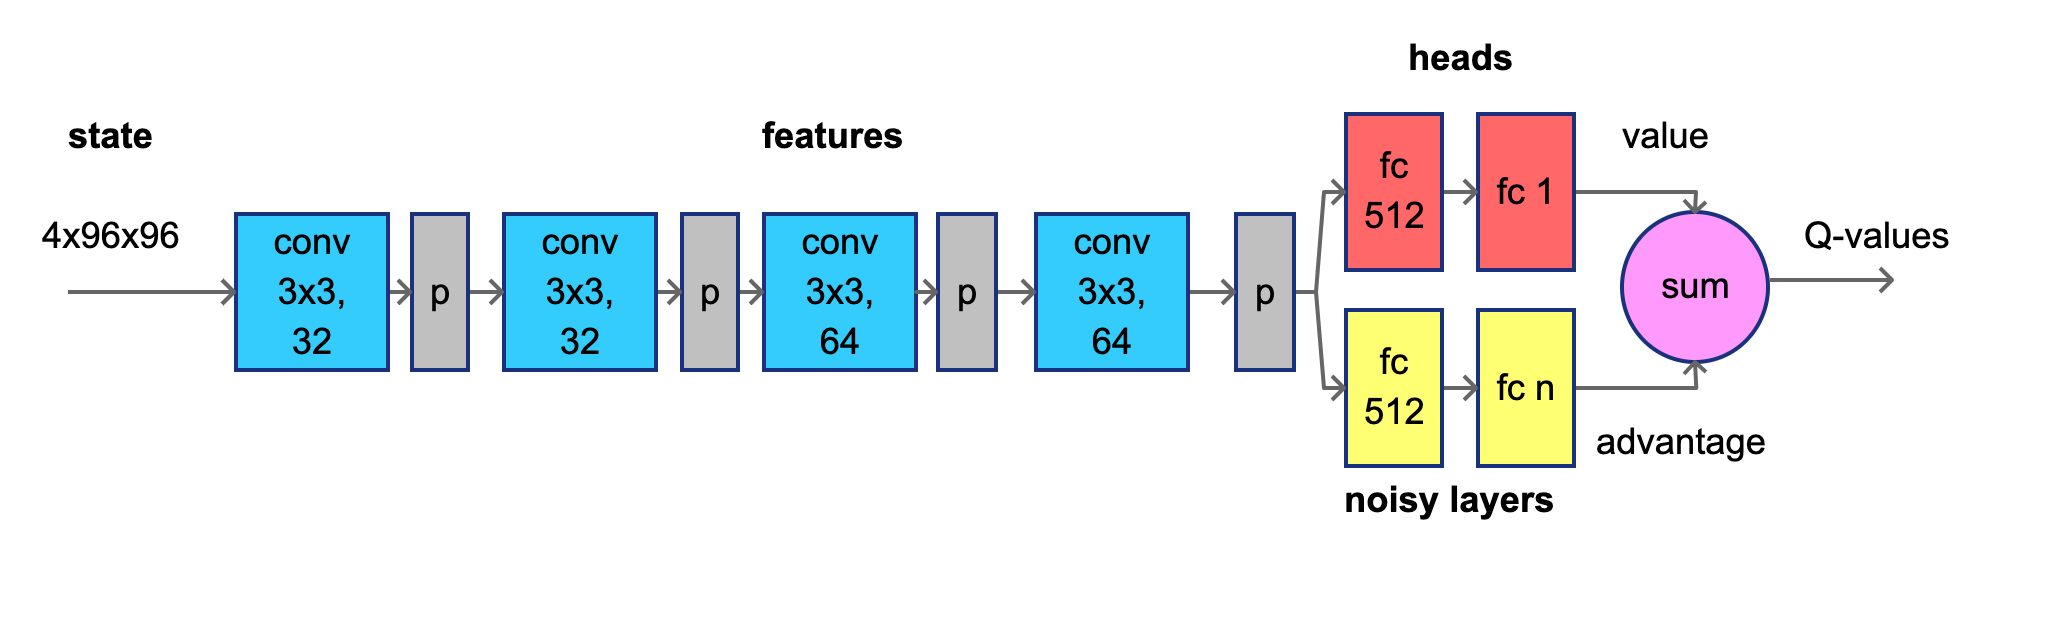 heads
state
features
value
4x96x96
conv
3x3,
32
p
conv
3x3,
32
p
conv
3x3,
64
p
conv
3x3,
64
p
fc
512
fc 1
fc
512
fc n
sum
Q-values
advantage
noisy layers